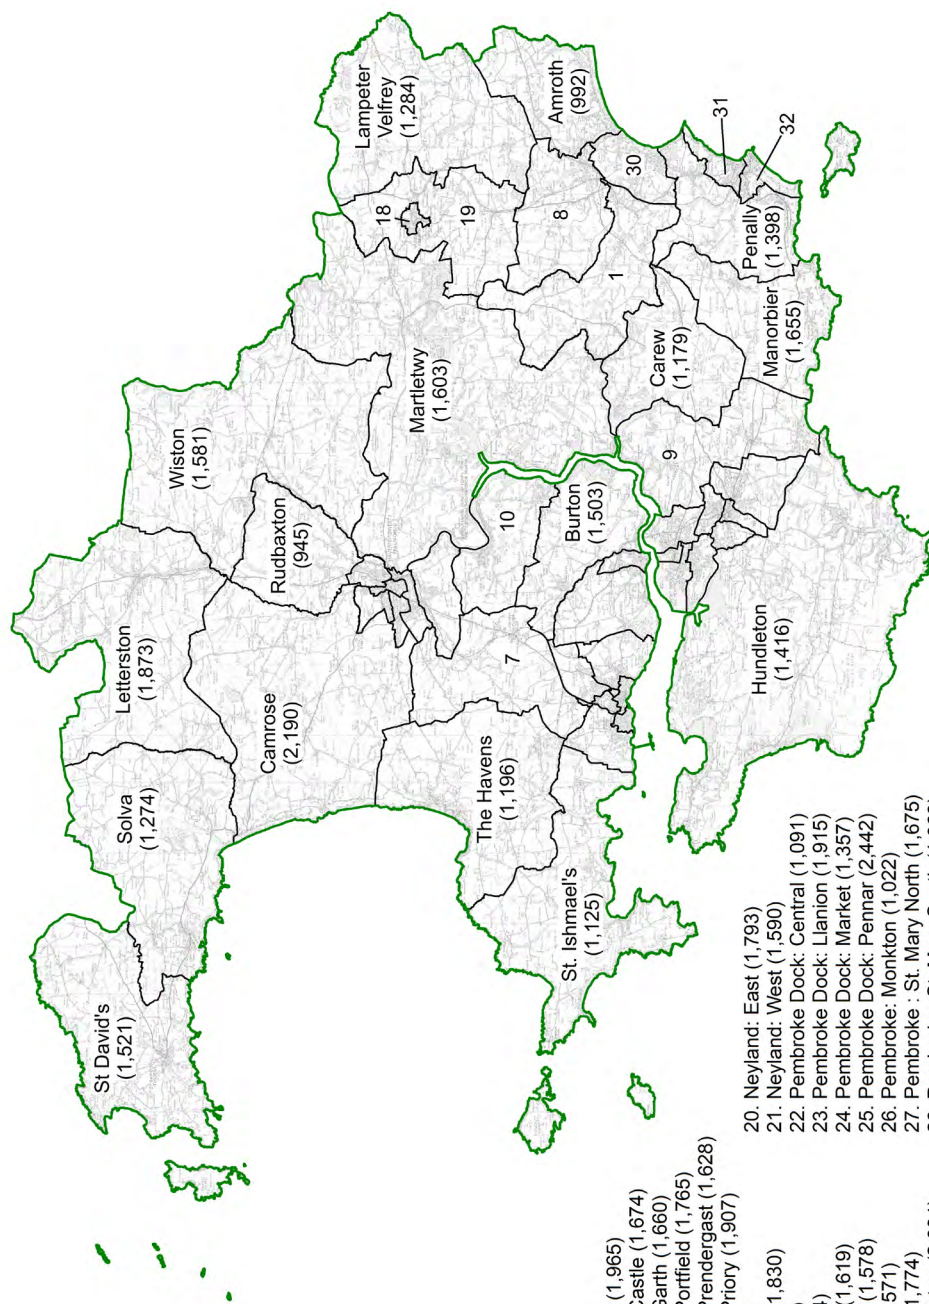 Lampeter
Velfrey
(1,284)
Amroth
(992)
31
32
30
18
19
8
1
Penally
(1,398)
Manorbier
(1,655)
Carew
(1,179)
9
Martletwy
(1,603)
Wiston
(1,581)
Rudbaxton
(945)
10
Burton
(1,503)
Letterston
(1,873)
Camrose
(2,190)
7
Hundleton
(1,416)
Solva
(1,274)
The Havens
(1,196)
St. Ishmael's
(1,125)
St David's
(1,521)
(1,965)
Castle (1,674)
Garth (1,660)
Portfield (1,765)
Prendergast (1,628)
Priory (1,907)
1,830)
(1,619)
(1,578)
571)
1,774)
20. Neyland: East (1,793)
21. Neyland: West (1,590)
22. Pembroke Dock: Central (1,091)
23. Pembroke Dock: Llanion (1,915)
24. Pembroke Dock: Market (1,357)
25. Pembroke Dock: Pennar (2,442)
26. Pembroke: Monkton (1,022)
27. Pembroke : St. Mary North (1,675)